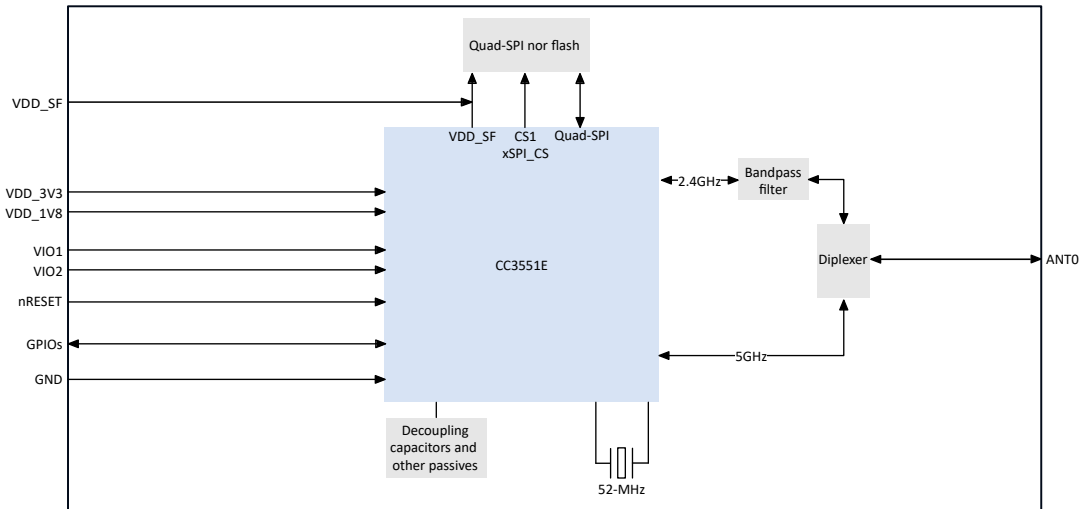 Quad-SPI nor flash
VDD_SF
VDD_SF
CS1
Quad-SPI
xSPI_CS
VDD_3V3
VDD_1V8
VIO1
VIO2
nRESET
GPIOs
GND
CC3551E
2.4GHz
Bandpass
filter
Diplexer
ANT0
5GHz
Decoupling
capacitors and
other passives
52-MHz